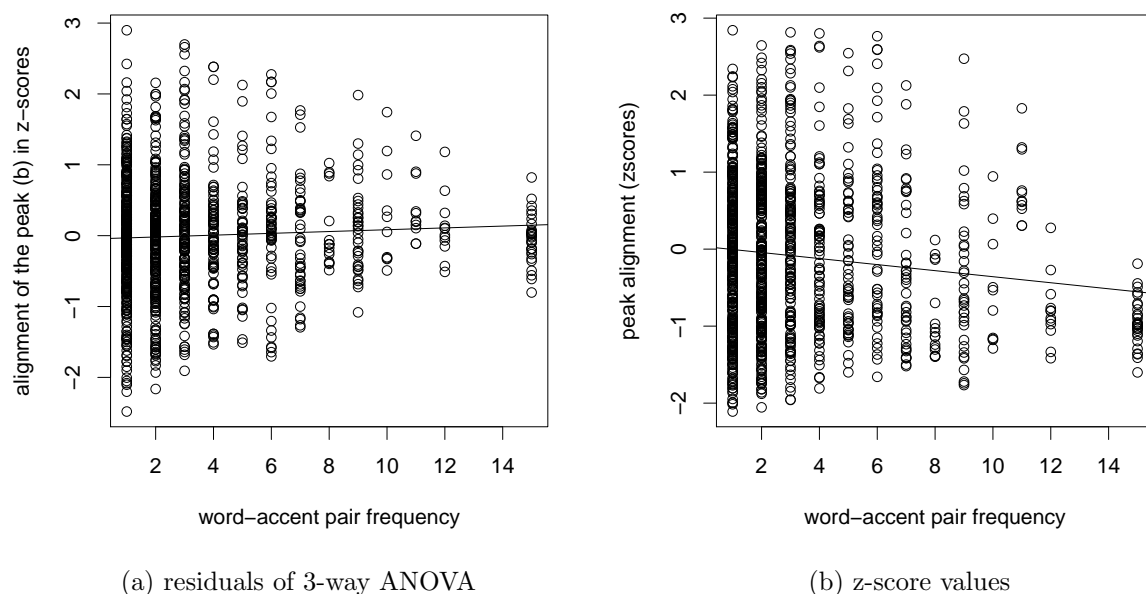 3
2
1
0
−1
−2
2 4 6 8 10 12 14
alignment of the peak (b) in z−scores
word−accent pair frequency
(a) residuals of 3-way ANOVA
3
2
1
0
−1
−2
2 4 6 8 10 12 14
peak alignment (zscores)
word−accent pair frequency
(b) z-score values